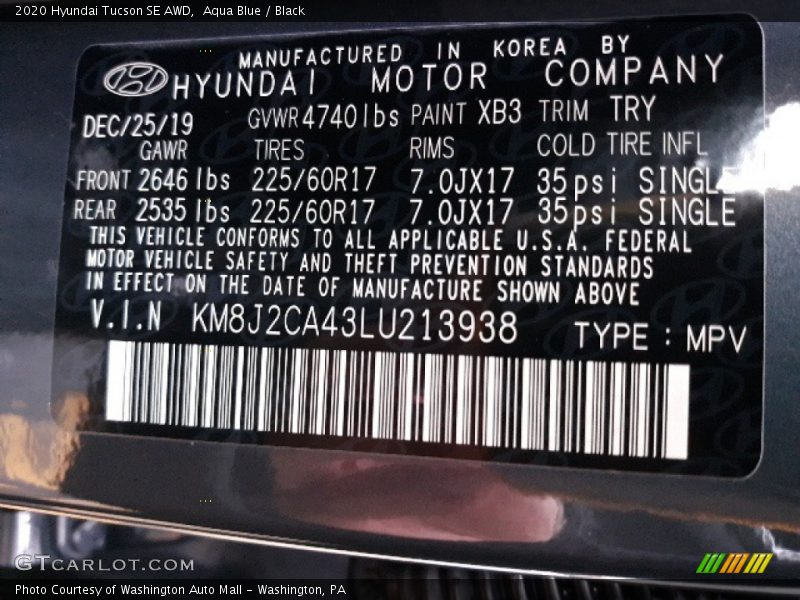 2020 Hyundai Tucson SE AWD, Aqua Blue / Black
MANUFACTURED IN KOREA BY
HYUNDAI MOTOR COMPANY
DEC/25/19 GVWR4740lbs PAINT XB3 TRIM TRY
GAWR TIRES RIMS COLD TIRE INFL
FRONT 2646 lbs 225/60R17 7.0JX17 35psi SINGLE
REAR 2535 lbs 225/60R17 7.0JX17 35psi SINGLE
THIS VEHICLE CONFORMS TO ALL APPLICABLE U.S.A. FEDERAL
MOTOR VEHICLE SAFETY AND THEFT PREVENTION STANDARDS
IN EFFECT ON THE DATE OF MANUFACTURE SHOWN ABOVE
V.I.N KM8J2CA43LU213938 TYPE : MPV
GTCARLOT.COM
Photo Courtesy of Washington Auto Mall - Washington, PA